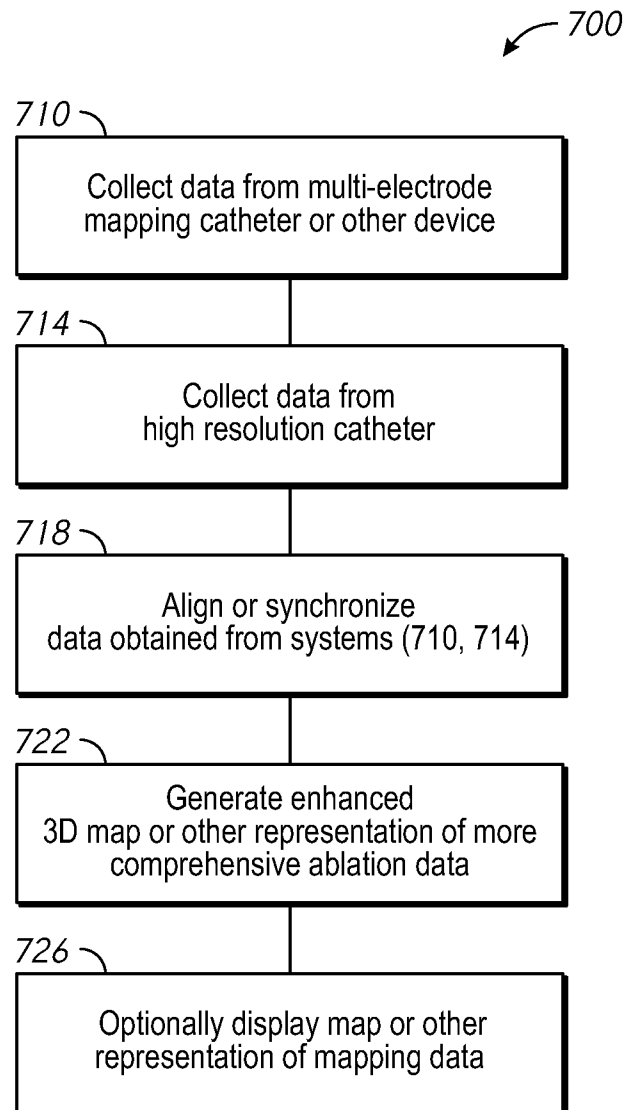 700
710
Collect data from multi-electrode
mapping catheter or other device
714
Collect data from
high resolution catheter
718
Align or synchronize
data obtained from systems (710, 714)
722
Generate enhanced
3D map or other representation of more
comprehensive ablation data
726
Optionally display map or other
representation of mapping data